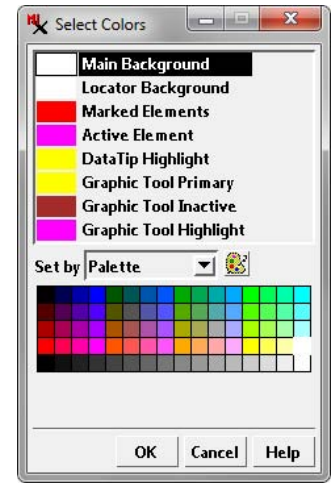 Select Colors
Main Background
Locator Background
Marked Elements
Active Element
DataTip Highlight
Graphic Tool Primary
Graphic Tool Inactive
Graphic Tool Highlight
Set by Palette
OK Cancel Help